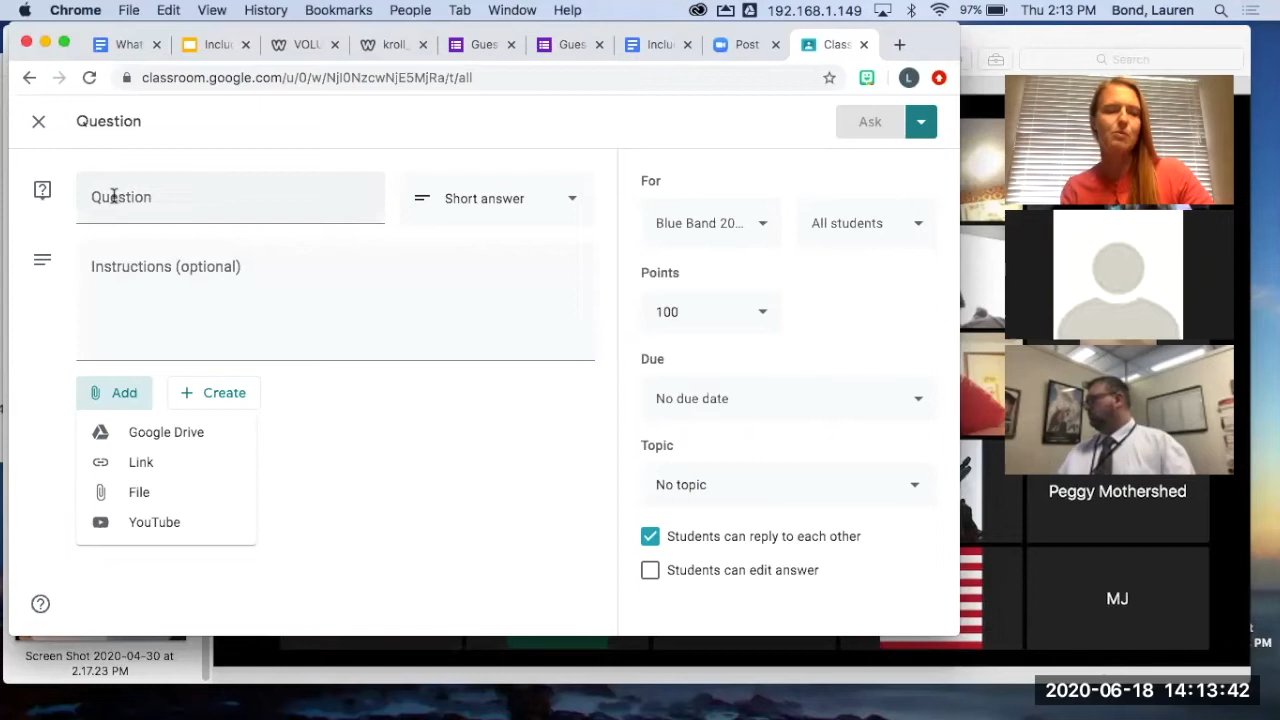 Chrome File Edit View History Bookmarks People Tab Window Help 192.168.1.149 97% Thu 2:13 PM Bond, Lauren
What Inclu VOLU kroll_ Gues Gues Inclu Post Class
classroom.google.com/u/0/w/NjI0NzcwNjE5MjRa/t/all L
Search
Question Ask
Question
Short answer
Instructions (optional)
Add
Create
Google Drive
Link
File
YouTube
For
Blue Band 20...
All students
Points
100
Due
No due date
Topic
No topic
Students can reply to each other
Students can edit answer
Peggy Mothershed
MJ
PM
Screen Shot 2020-04-30 at
2.17.23 PM
2020-06-18 14:13:42